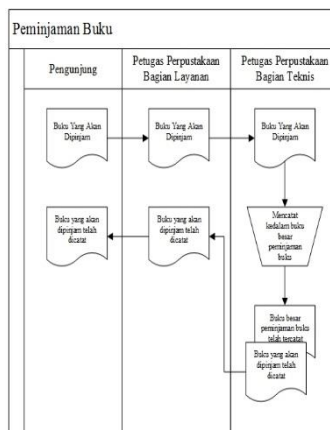 Peminjaman Buku
Pengunjung
Petugas Perpustakaan
Bagian Layanan
Petugas Perpustakaan
Bagian Teknis
Buku Yang Akan
Dipinjam
Buku Yang Akan
Dipinjam
Buku Yang Akan
Dipinjam
Buku yang akan
dipinjam telah
dicatat
Buku yang akan
dipinjam telah
dicatat
Mencatat
kedalam buku
besar
peminjaman
buku
Buku besar
peminjaman buku
telah tercatat
Buku yang akan
dipinjam telah
dicatat